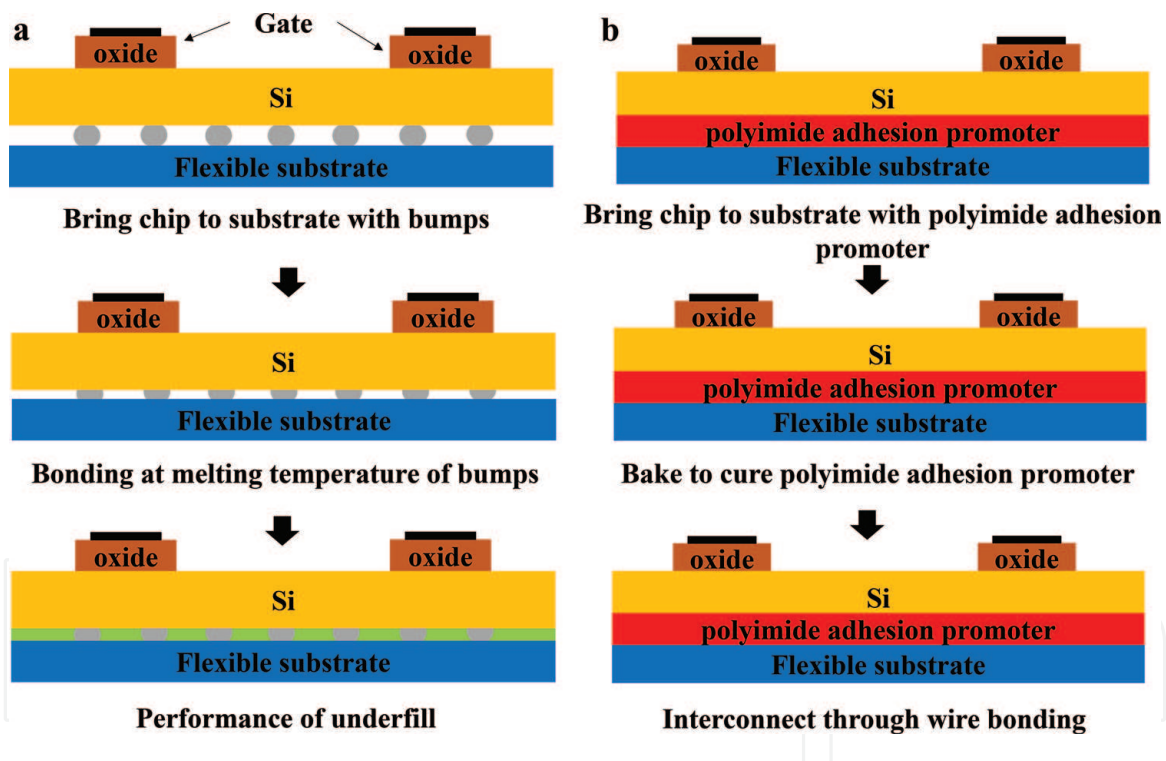 a
Gate
oxide
oxide
Si
Flexible substrate
Bring chip to substrate with bumps
oxide
oxide
Si
Flexible substrate
Bonding at melting temperature of bumps
oxide
oxide
Si
Flexible substrate
Performance of underfill
b
oxide
oxide
Si
polyimide adhesion promoter
Flexible substrate
Bring chip to substrate with polyimide adhesion
promoter
oxide
oxide
Si
polyimide adhesion promoter
Flexible substrate
Bake to cure polyimide adhesion promoter
oxide
oxide
Si
polyimide adhesion promoter
Flexible substrate
Interconnect through wire bonding